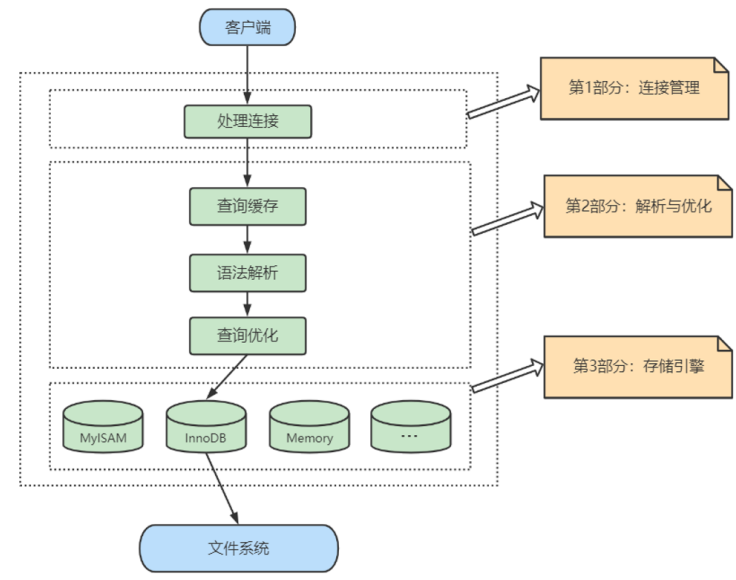 客户端
处理连接
第1部分：连接管理
查询缓存
第2部分：解析与优化
语法解析
查询优化
第3部分：存储引擎
MyISAM
InnoDB
Memory
...
文件系统